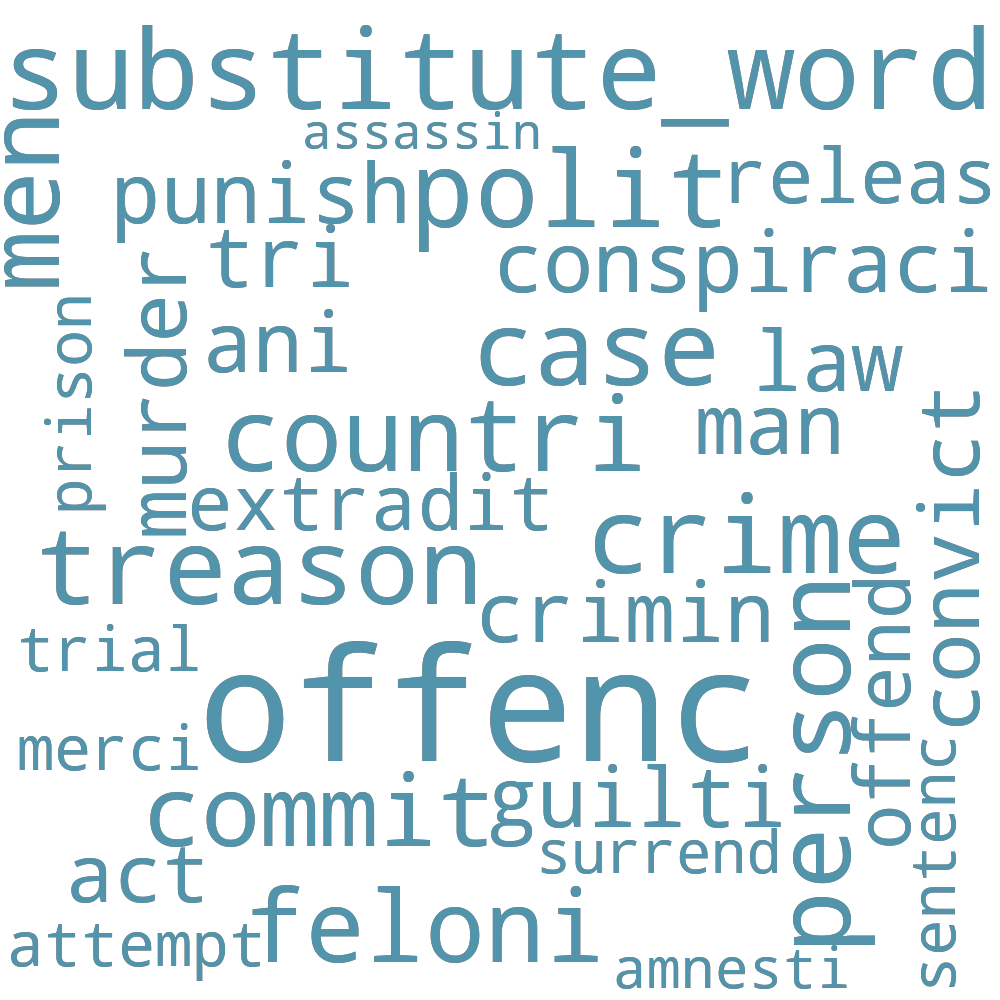 substitute_word
men
assassin
punish
polit
releas
tri
conspiraci
murder
prison
ani
case
law
countri
man
convict
extradit
crime
treason
crimin
person
offend
trial
offenc
merci
sentenc
commit
guilti
surrend
act
feloni
attempt
amnesti